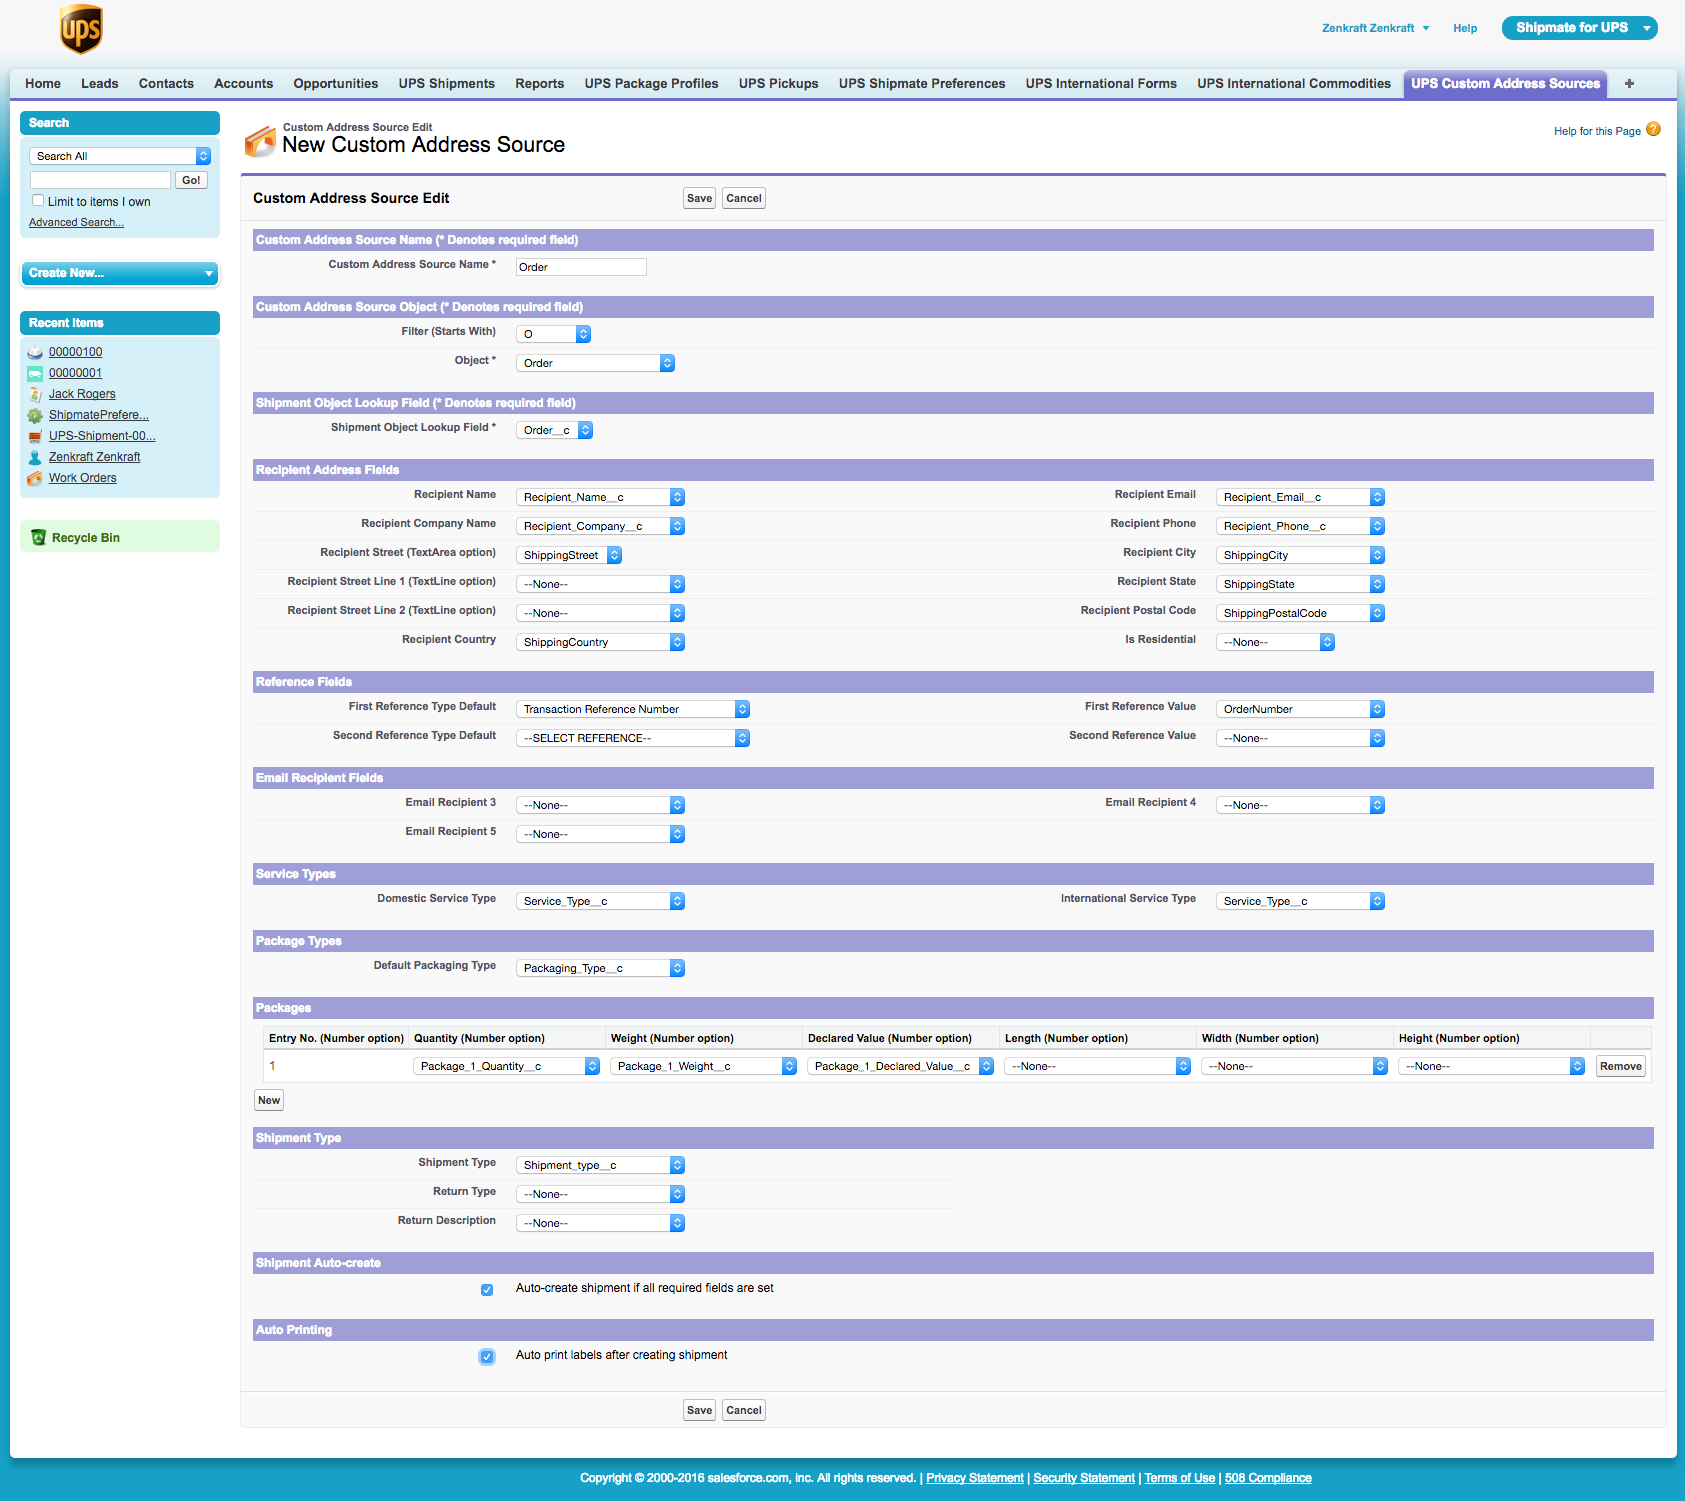 ups
Zenkraft Zenkraft Help Shipmate for UPS
Home Leads Contacts Accounts Opportunities UPS Shipments Reports UPS Package Profiles UPS Pickups UPS Shipmate Preferences UPS International Forms UPS International Commodities UPS Custom Address Sources +
Search
Search All
Go!
Limit to items I own
Advanced Search...
Create New...
Recent Items
00000100
00000001
Jack Rogers
ShipmatePrefere...
UPS-Shipment-00...
Zenkraft Zenkraft
Work Orders
Recycle Bin
Custom Address Source Edit
New Custom Address Source
Help for this Page ?
Custom Address Source Edit Save Cancel
Custom Address Source Name (* Denotes required field)
Custom Address Source Name * Order
Custom Address Source Object (* Denotes required field)
Filter (Starts With) O
Object * Order
Shipment Object Lookup Field (* Denotes required field)
Shipment Object Lookup Field * Order__c
Recipient Address Fields
Recipient Name Recipient_Name__c Recipient Email Recipient_Email__c
Recipient Company Name Recipient_Company__c Recipient Phone Recipient_Phone__c
Recipient Street (TextArea option) ShippingStreet Recipient City ShippingCity
Recipient Street Line 1 (TextLine option) --None-- Recipient State ShippingState
Recipient Street Line 2 (TextLine option) --None-- Recipient Postal Code ShippingPostalCode
Recipient Country ShippingCountry Is Residential --None--
Reference Fields
First Reference Type Default Transaction Reference Number First Reference Value OrderNumber
Second Reference Type Default --SELECT REFERENCE-- Second Reference Value --None--
Email Recipient Fields
Email Recipient 3 --None-- Email Recipient 4 --None--
Email Recipient 5 --None--
Service Types
Domestic Service Type Service_Type__c International Service Type Service_Type__c
Package Types
Default Packaging Type Packaging_Type__c
Packages
Entry No. (Number option) Quantity (Number option) Weight (Number option) Declared Value (Number option) Length (Number option) Width (Number option) Height (Number option)
1 Package_1_Quantity__c Package_1_Weight__c Package_1_Declared_Value__c --None-- --None-- --None-- Remove
New
Shipment Type
Shipment Type Shipment_type__c
Return Type --None--
Return Description --None--
Shipment Auto-create
Auto-create shipment if all required fields are set
Auto Printing
Auto print labels after creating shipment
Save Cancel
Copyright © 2000-2016 salesforce.com, inc. All rights reserved. | Privacy Statement | Security Statement | Terms of Use | 508 Compliance